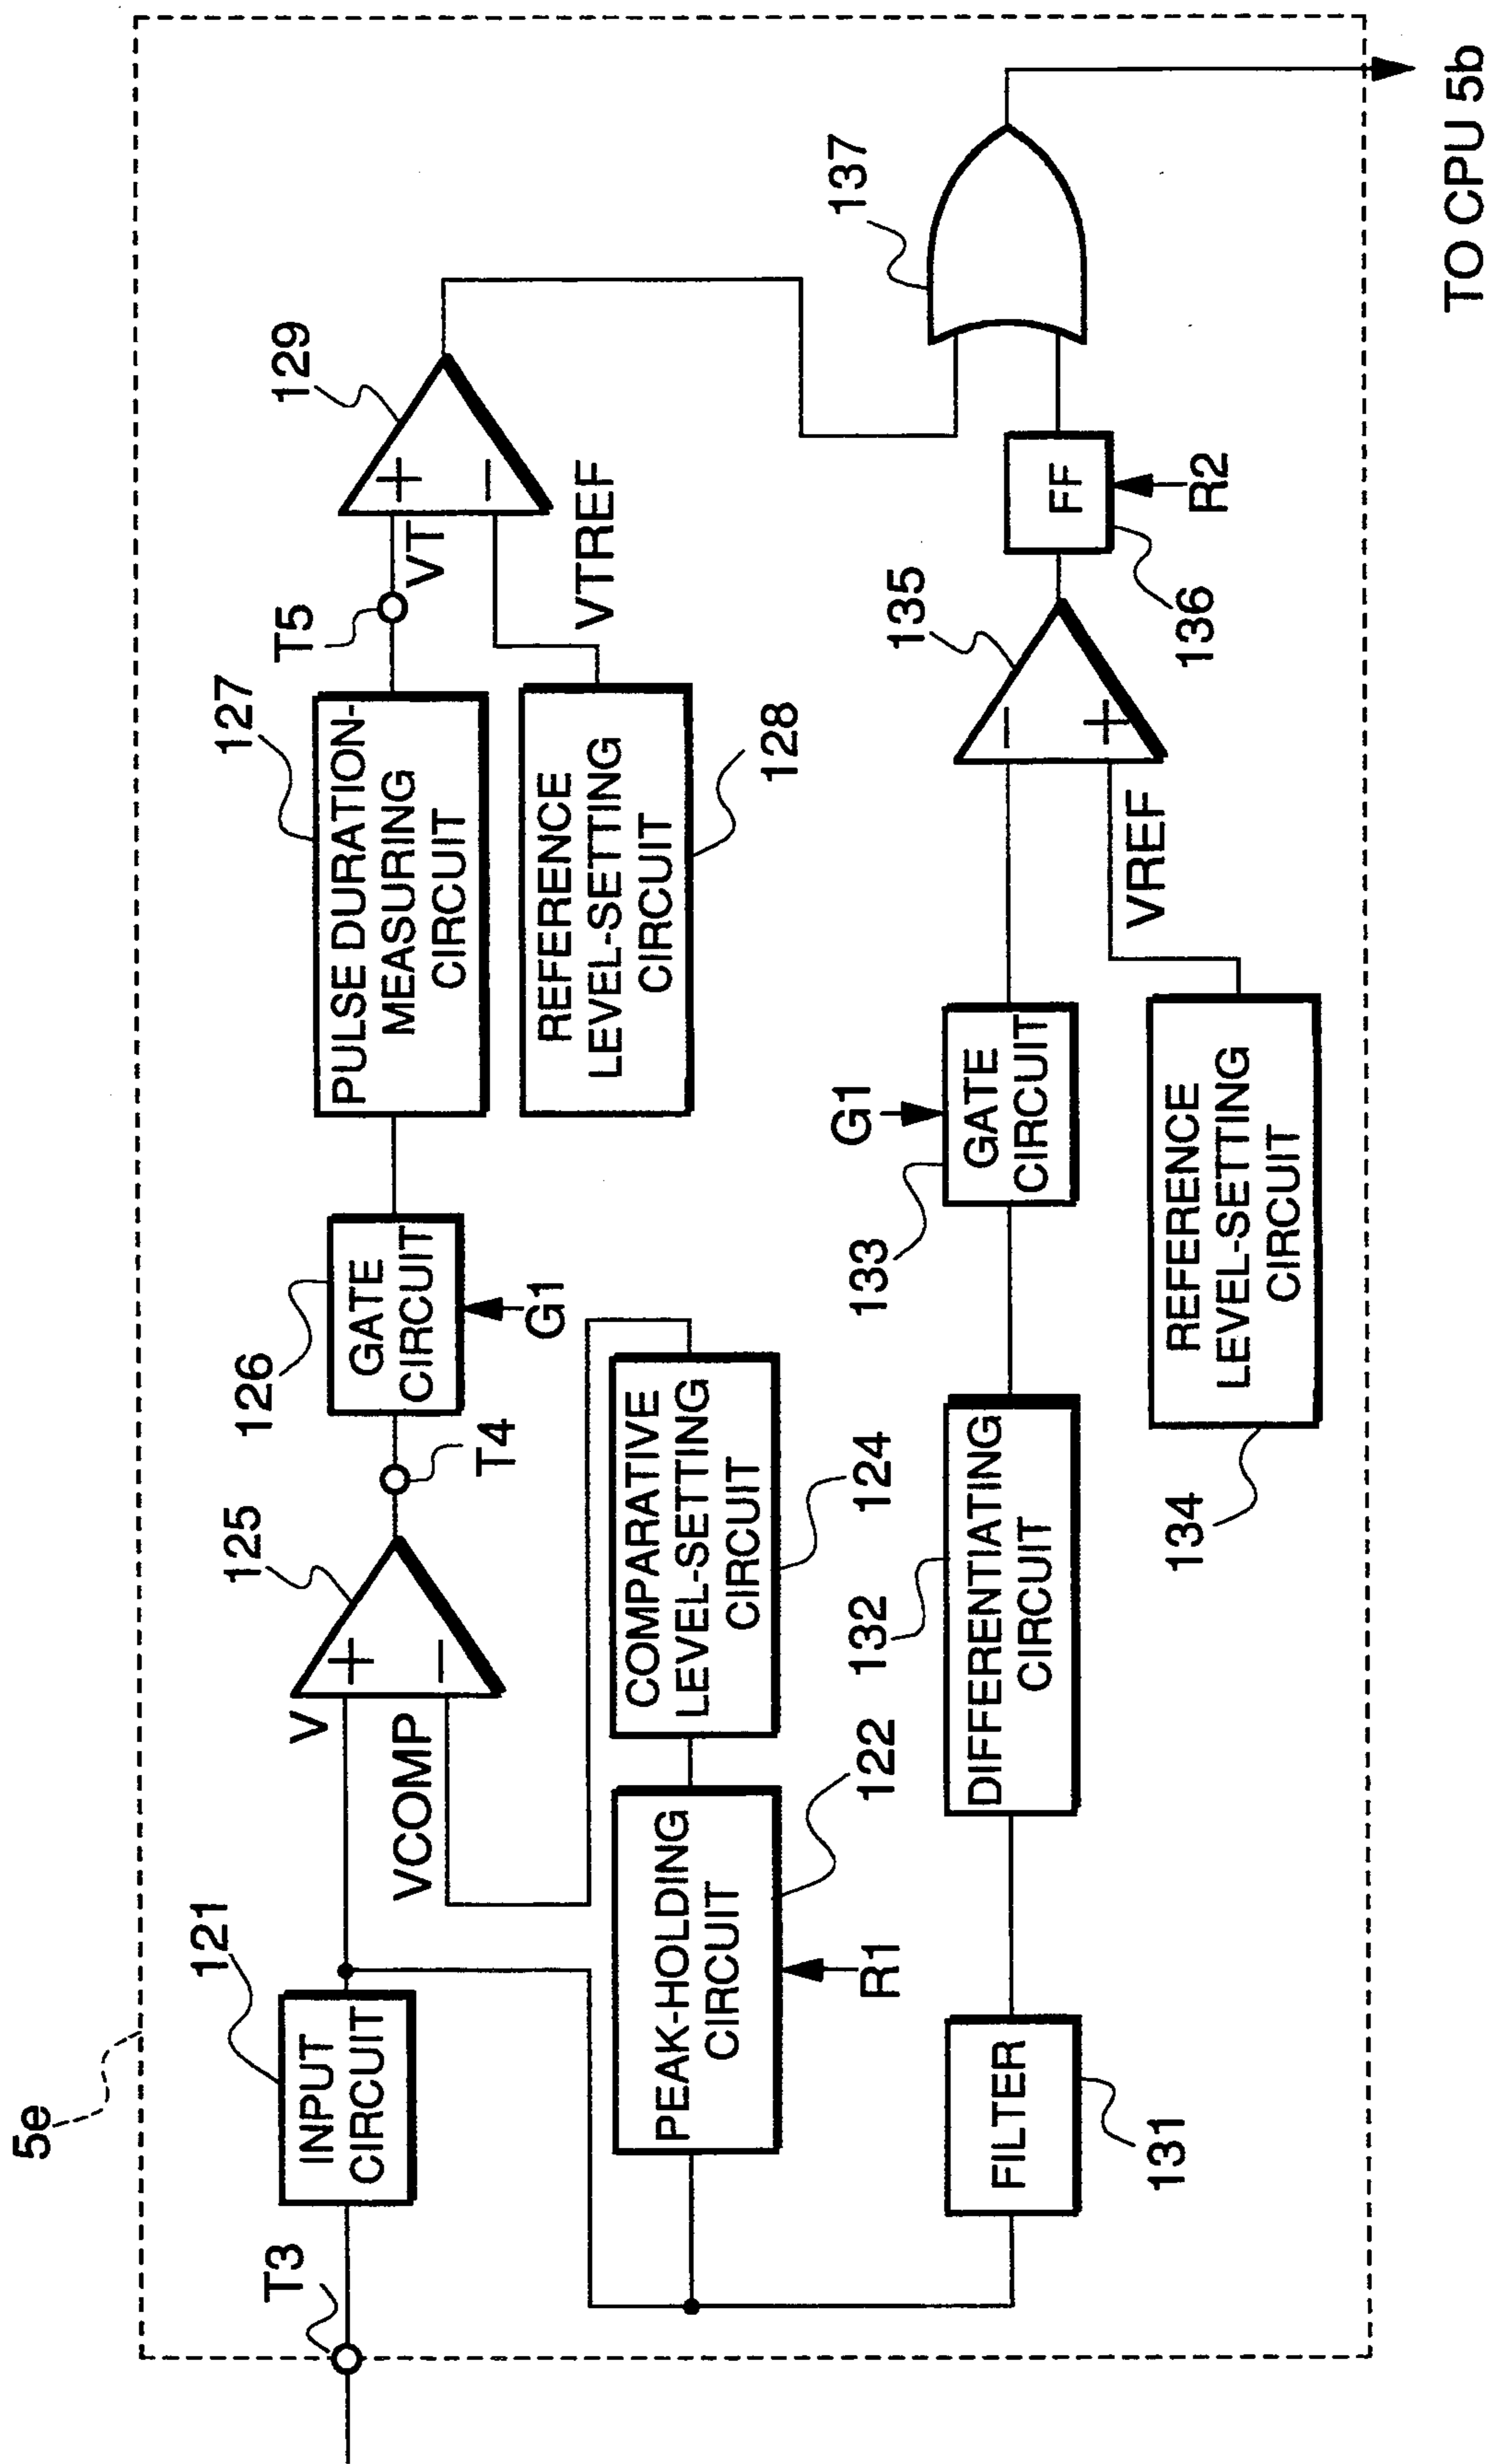 5e
T3
121
INPUT
CIRCUIT
V
VCOMP
125
+
−
T4
126
GATE
CIRCUIT
G1
127
PULSE DURATION-
MEASURING
CIRCUIT
T5
VT
129
+
−
VTREF
REFERENCE
LEVEL-SETTING
CIRCUIT
128
PEAK-HOLDING
CIRCUIT
122
R1
COMPARATIVE
LEVEL-SETTING
CIRCUIT
124
FILTER
131
132
DIFFERENTIATING
CIRCUIT
133
GATE
CIRCUIT
G1
134
REFERENCE
LEVEL-SETTING
CIRCUIT
VREF
135
−
+
FF
136
R2
137
TO CPU 5b